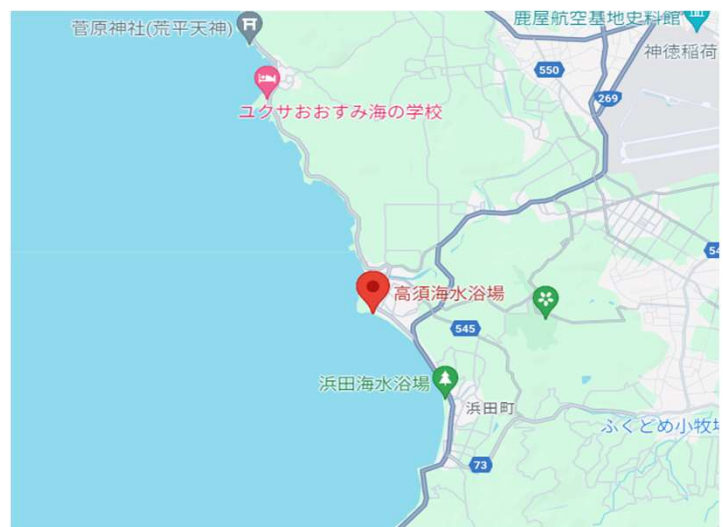 鹿屋航空基地史料館
菅原神社(荒平天神)
神徳稲荷
550
269
ユクサおおすみ海の学校
54
高須海水浴場
545
浜田海水浴場
浜田町
ふくどめ小牧場
73